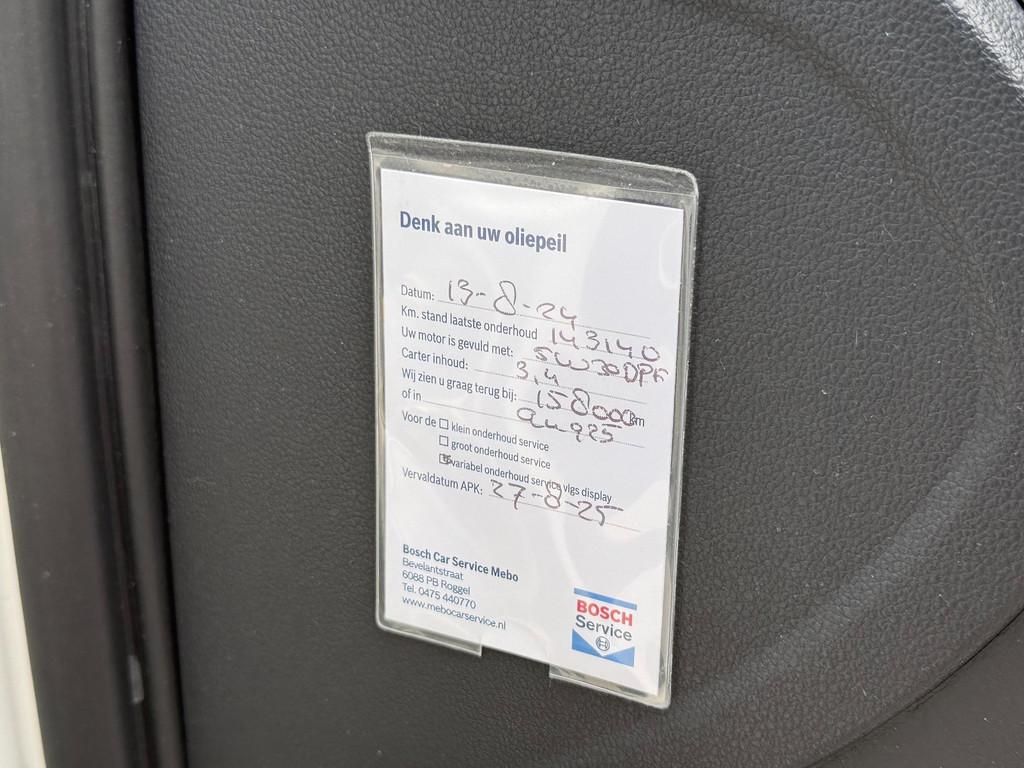 Denk aan uw oliepeil
Datum: 13-8-24
Km. stand laatste onderhoud 143140
Uw motor is gevuld met: 5W30DPF
Carter inhoud: 3,4
Wij zien u graag terug bij: 158000 km
of in aug25
Voor de ☐ klein onderhoud service
☐ groot onderhoud service
☒ variabel onderhoud service vlgs display
Vervaldatum APK: 27-8-25
Bosch Car Service Mebo
Bevelantstraat
6088 PB Roggel
Tel. 0475 440770
www.mebocarservice.nl
BOSCH
Service